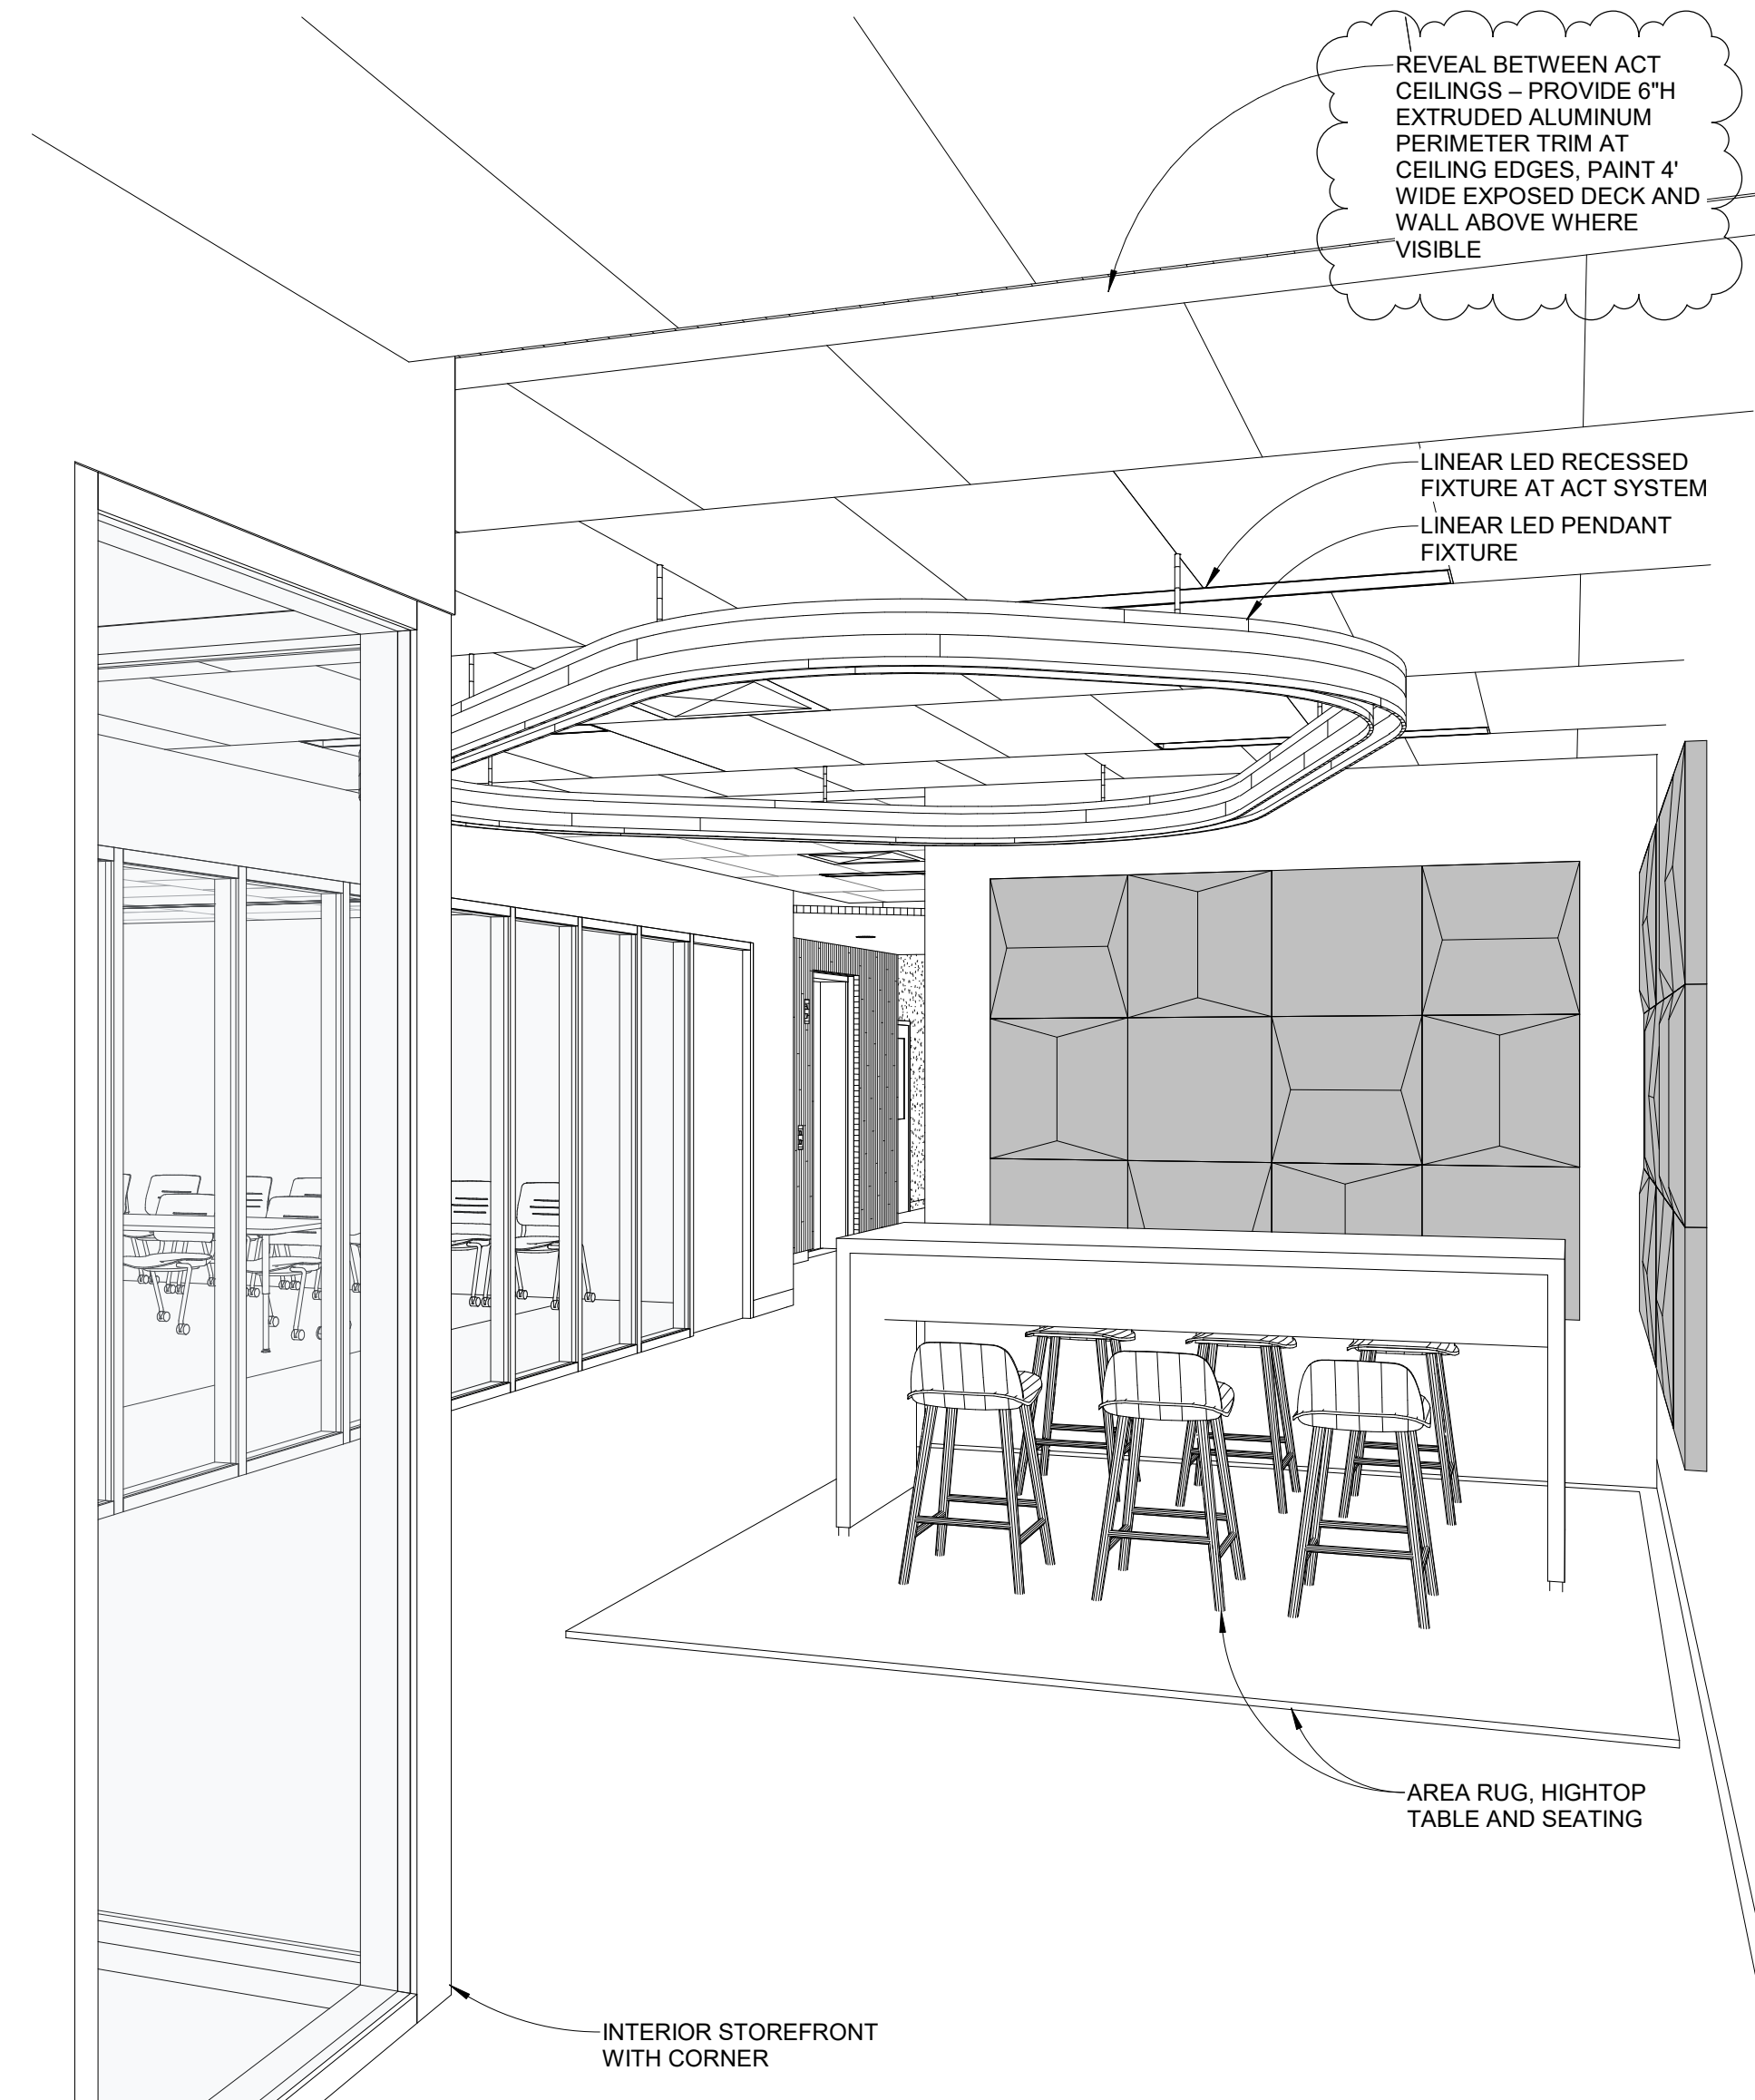 REVEAL BETWEEN ACT
CEILINGS – PROVIDE 6"H
EXTRUDED ALUMINUM
PERIMETER TRIM AT
CEILING EDGES, PAINT 4'
WIDE EXPOSED DECK AND
WALL ABOVE WHERE
VISIBLE
LINEAR LED RECESSED
FIXTURE AT ACT SYSTEM
LINEAR LED PENDANT
FIXTURE
AREA RUG, HIGHTOP
TABLE AND SEATING
INTERIOR STOREFRONT
WITH CORNER